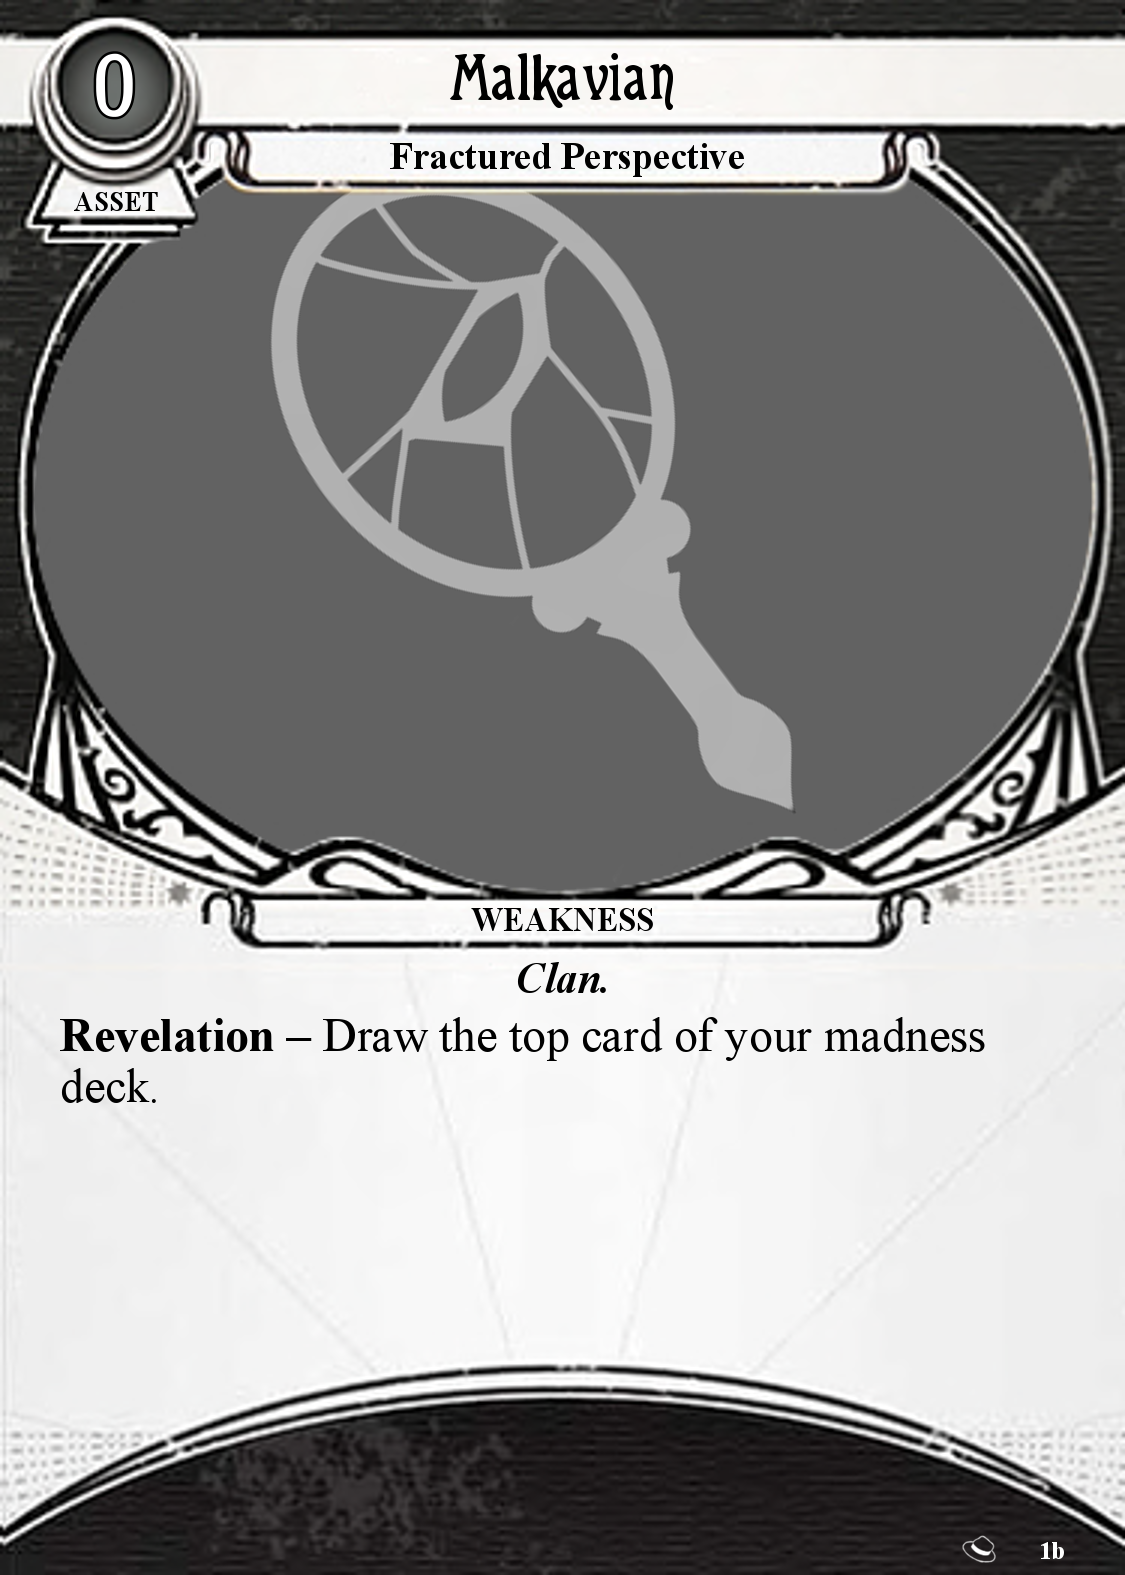 0
Malkavian
Fractured Perspective
ASSET
WEAKNESS
Clan.
Revelation – Draw the top card of your madness
deck.
1b